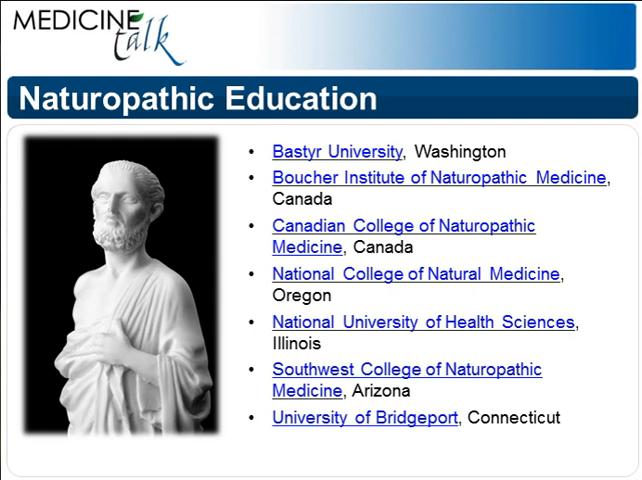 MEDICINE
talk
Naturopathic Education
• Bastyr University, Washington
• Boucher Institute of Naturopathic Medicine,
Canada
• Canadian College of Naturopathic
Medicine, Canada
• National College of Natural Medicine,
Oregon
• National University of Health Sciences,
Illinois
• Southwest College of Naturopathic
Medicine, Arizona
• University of Bridgeport, Connecticut